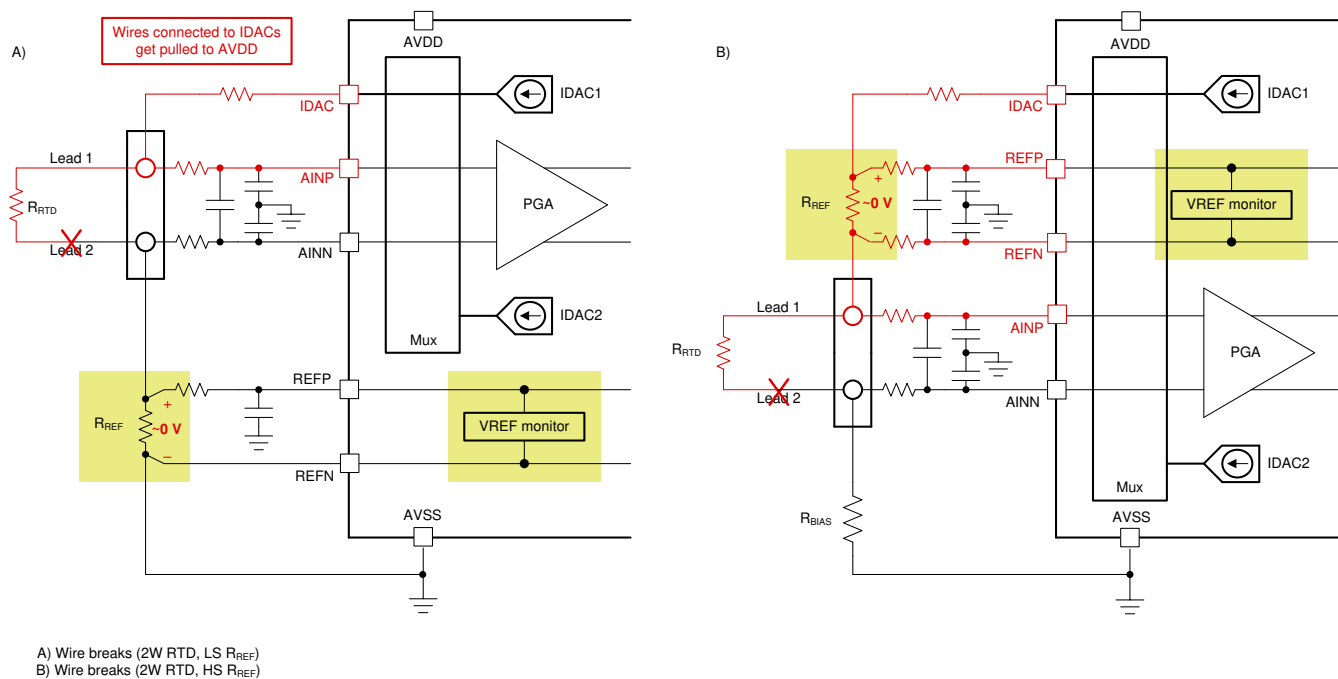 Wires connected to IDACs
get pulled to AVDD
A)
AVDD
IDAC
IDAC1
Lead 1
AINP
RRTD
PGA
Lead 2
AINN
IDAC2
Mux
REFP
+
RREF
~0 V
VREF monitor
–
REFN
AVSS
B)
AVDD
IDAC
IDAC1
REFP
+
RREF
~0 V
VREF monitor
–
REFN
Lead 1
AINP
RRTD
PGA
Lead 2
AINN
IDAC2
Mux
RBIAS
AVSS
A) Wire breaks (2W RTD, LS RREF)
B) Wire breaks (2W RTD, HS RREF)